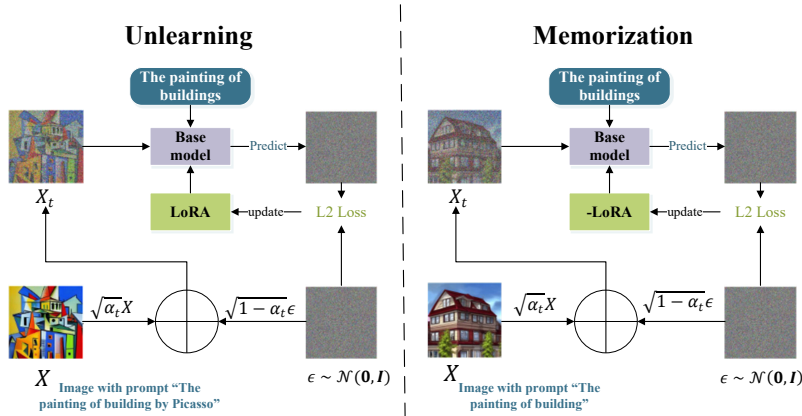 Unlearning
The painting of
buildings
Base
model
Predict
X_t
LoRA
update
L2 Loss
√α_t X
√1 − α_t ϵ
X
Image with prompt “The
painting of building by Picasso”
ϵ ~ 𝒩(𝟎, 𝑰)
Memorization
The painting of
buildings
Base
model
Predict
X_t
-LoRA
update
L2 Loss
√α_t X
√1 − α_t ϵ
X
Image with prompt “The
painting of building”
ϵ ~ 𝒩(𝟎, 𝑰)